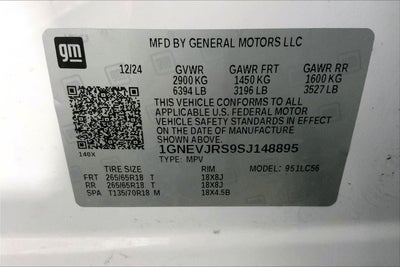 gm
MFD BY GENERAL MOTORS LLC
12/24 GVWR GAWR FRT GAWR RR
2900 KG 1450 KG 1600 KG
6394 LB 3196 LB 3527 LB
THIS VEHICLE CONFORMS TO ALL
APPLICABLE U.S. FEDERAL MOTOR
VEHICLE SAFETY STANDARDS IN
EFFECT ON THE DATE OF MANUFACTURE
SHOWN ABOVE.
1GNEVJRS9SJ148895
140X TYPE: MPV MODEL: 951LC56
TIRE SIZE RIM
FRT 265/65R18 T 18X8J
RR 265/65R18 T 18X8J
SPA T135/70R18 M 18X4.5B